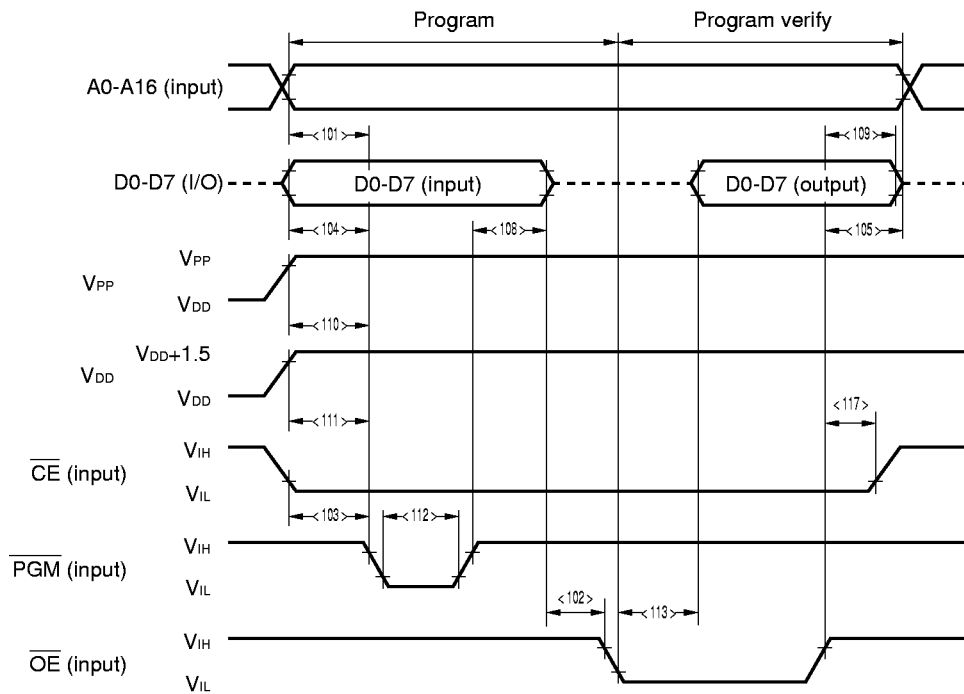 Program Program verify
A0-A16 (input)
<101> <109>
D0-D7 (I/O) D0-D7 (input) D0-D7 (output)
<104> <108> <105>
VPP
VPP
VDD
<110>
VDD+1.5
VDD
VDD
<111> <117>
VIH
CE (input)
VIL
<103> <112>
VIH
PGM (input)
VIL
<102> <113>
VIH
OE (input)
VIL